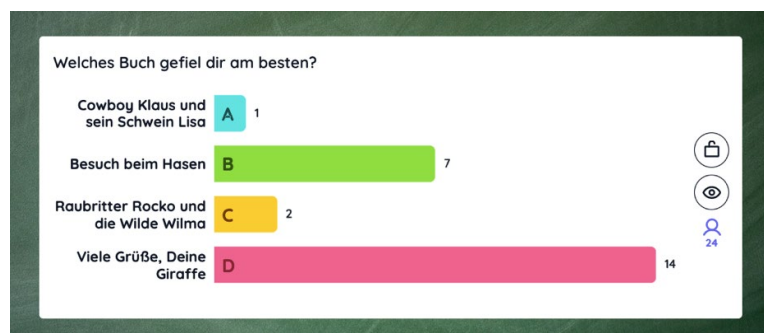 Welches Buch gefiel dir am besten?
Cowboy Klaus und
sein Schwein Lisa
A
1
Besuch beim Hasen
B
7
Raubritter Rocko und
die Wilde Wilma
C
2
Viele Grüße, Deine
Giraffe
D
14
24